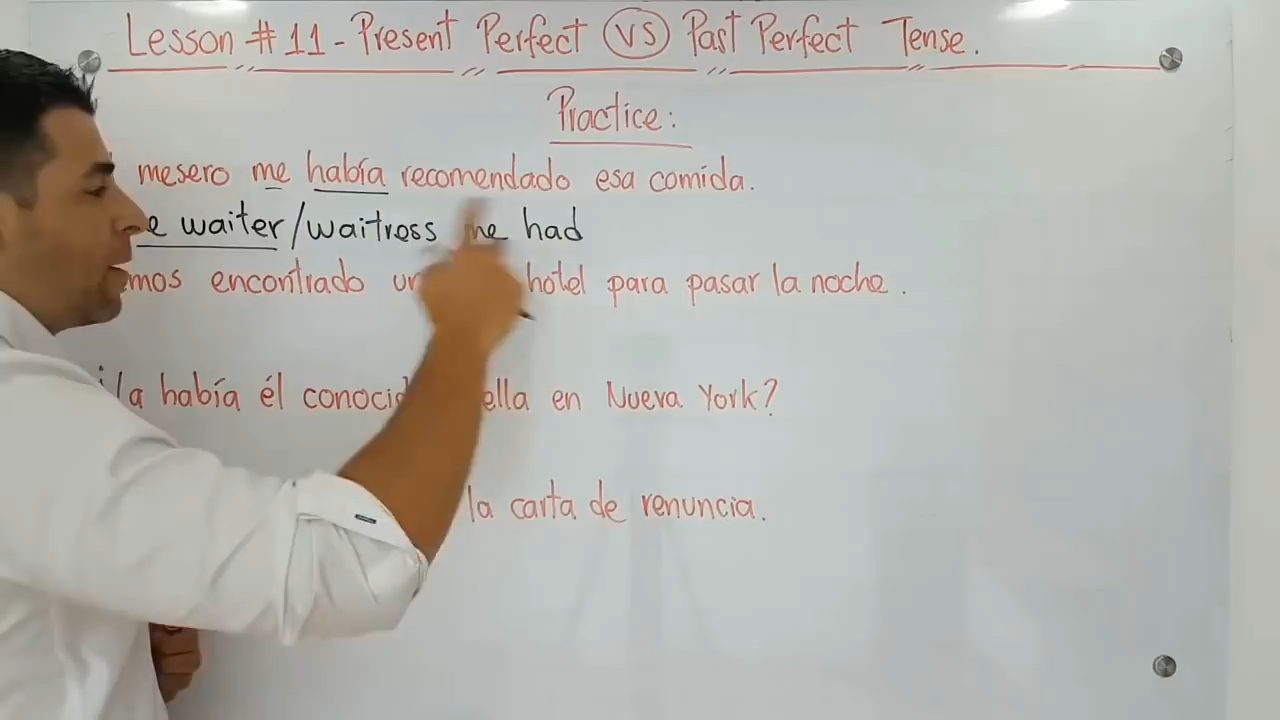 Lesson # 11 - Present Perfect VS Past Perfect Tense.
Practice:
mesero me había recomendado esa comida.
waiter/waitress me had
encontrado hotel para pasar la noche.
¿la había él ella en Nueva York?
la carta de renuncia.